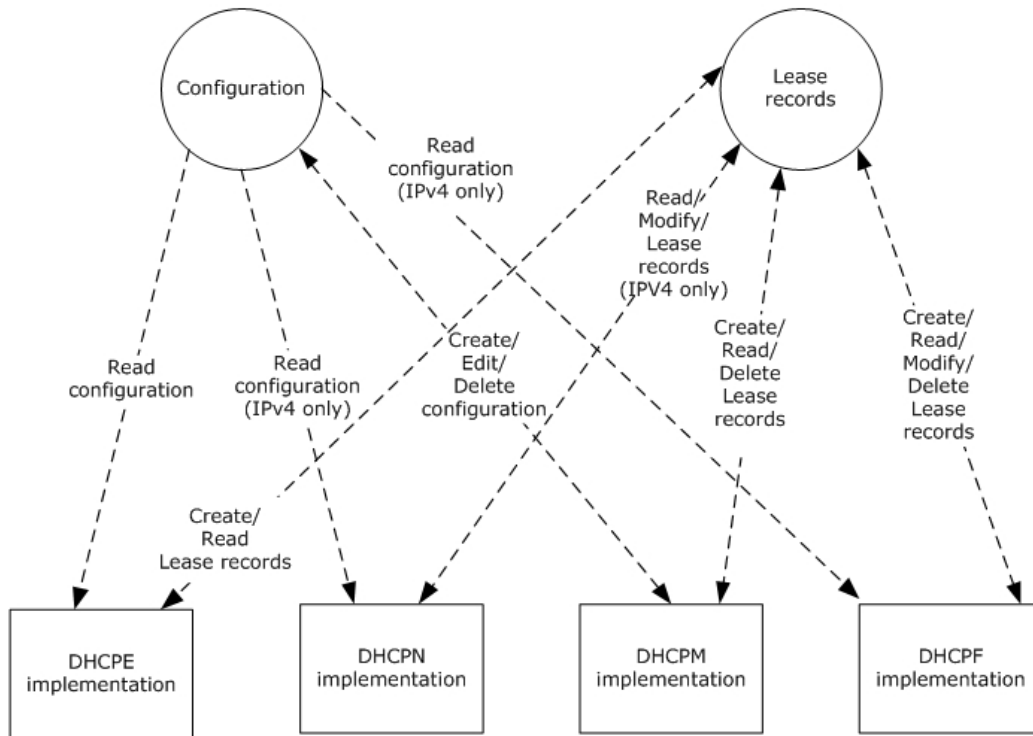 Configuration
Lease
records
Read
configuration
(IPv4 only)
Read/
Modify/
Lease
records
(IPV4 only)
Read
configuration
Read
configuration
(IPv4 only)
Create/
Edit/
Delete
configuration
Create/
Read/
Delete
Lease
records
Create/
Read/
Modify/
Delete
Lease
records
Create/
Read
Lease records
DHCPE
implementation
DHCPN
implementation
DHCPM
implementation
DHCPF
implementation